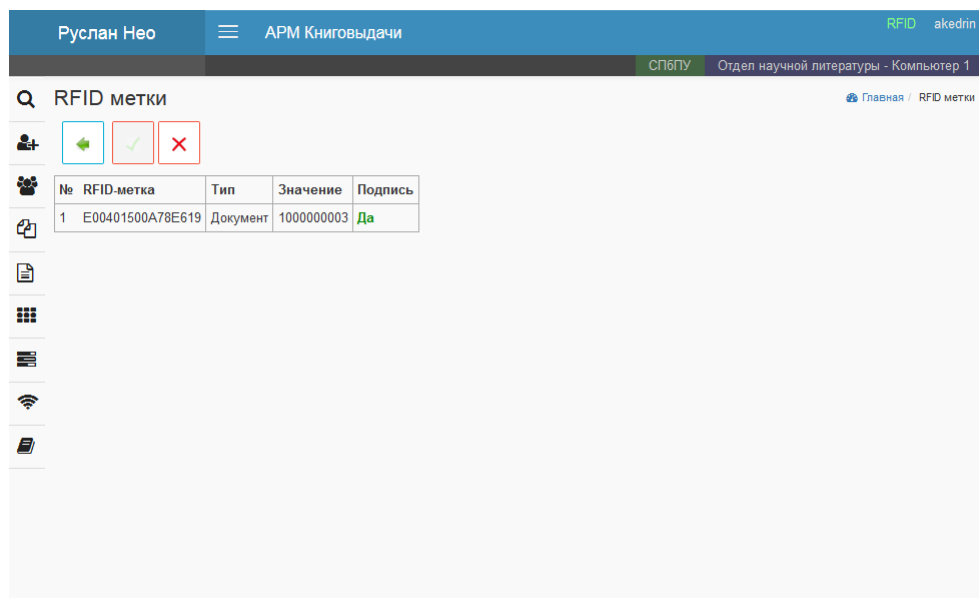 Руслан Нео АРМ Книговыдачи RFID akedrin
СПбПУ Отдел научной литературы - Компьютер 1
RFID метки Главная / RFID метки
№ RFID-метка Тип Значение Подпись
1 E00401500A78E619 Документ 1000000003 Да